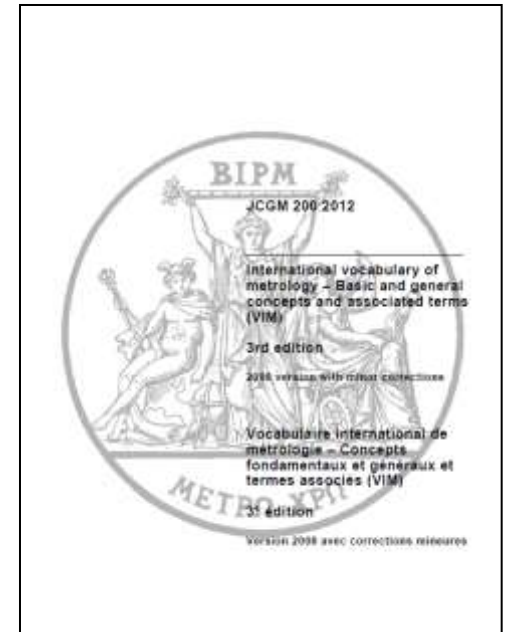 BIPM
JCGM 200:2012
International vocabulary of
metrology – Basic and general
concepts and associated terms
(VIM)
3rd edition
2008 version with minor corrections
Vocabulaire international de
métrologie – Concepts
fondamentaux et généraux et
termes associés (VIM)
3e édition
Version 2008 avec corrections mineures
ΜΕΤΡΩ ΧΡΩ